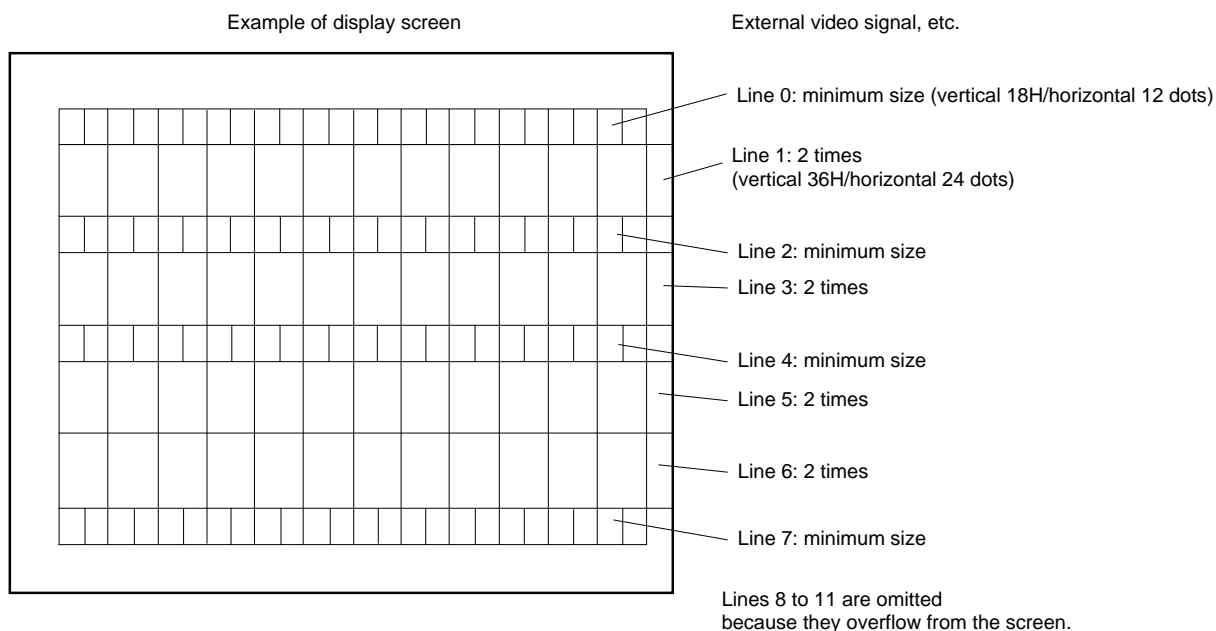 Example of display screen
External video signal, etc.
Line 0: minimum size (vertical 18H/horizontal 12 dots)
Line 1: 2 times
(vertical 36H/horizontal 24 dots)
Line 2: minimum size
Line 3: 2 times
Line 4: minimum size
Line 5: 2 times
Line 6: 2 times
Line 7: minimum size
Lines 8 to 11 are omitted
because they overflow from the screen.